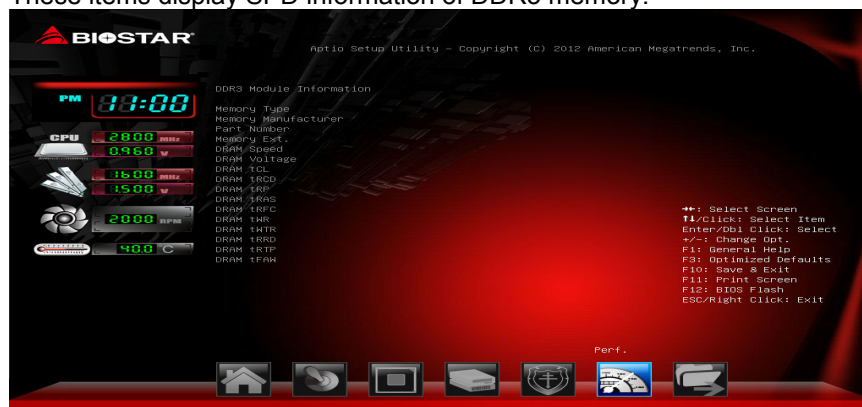 These items display SPD information of DDR3 memory.
BIOSTAR
Aptio Setup Utility – Copyright (C) 2012 American Megatrends, Inc.
PM 11:00
CPU 2800 MHz
0.960 V
1600 MHz
1.500 V
2000 RPM
40.0 C
DDR3 Module Information
Memory Type
Memory Manufacturer
Part Number
Memory Ext.
DRAM Speed
DRAM Voltage
DRAM tCL
DRAM tRCD
DRAM tRP
DRAM tRAS
DRAM tRFC
DRAM tWR
DRAM tWTR
DRAM tRRD
DRAM tRTP
DRAM tFAW
→←: Select Screen
↑↓/Click: Select Item
Enter/Dbl Click: Select
+/-: Change Opt.
F1: General Help
F3: Optimized Defaults
F10: Save & Exit
F11: Print Screen
F12: BIOS Flash
ESC/Right Click: Exit
Perf.